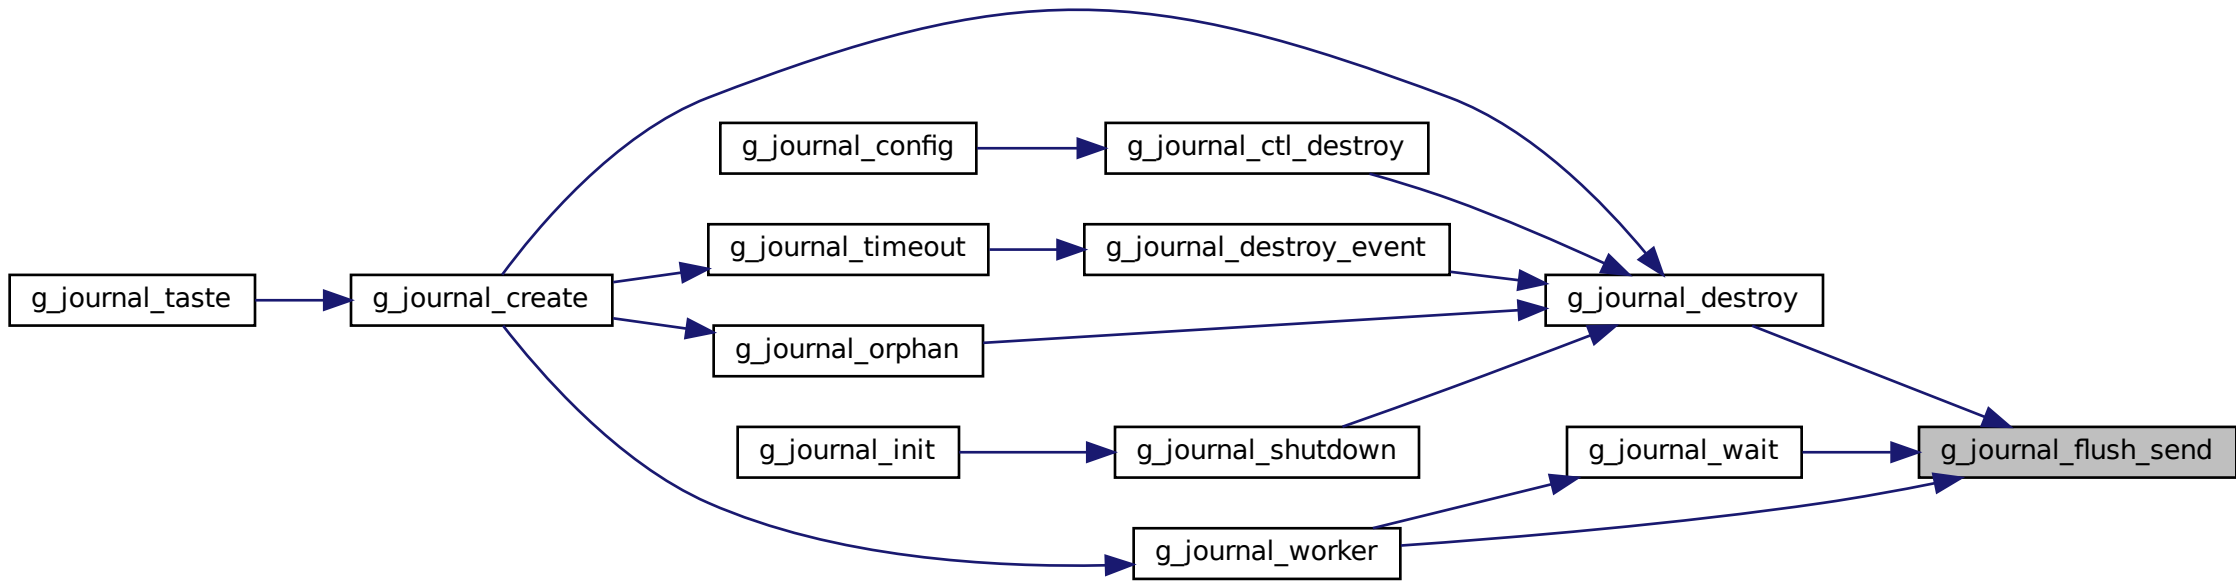 g_journal_config
g_journal_ctl_destroy
g_journal_timeout
g_journal_destroy_event
g_journal_taste
g_journal_create
g_journal_destroy
g_journal_orphan
g_journal_init
g_journal_shutdown
g_journal_wait
g_journal_flush_send
g_journal_worker